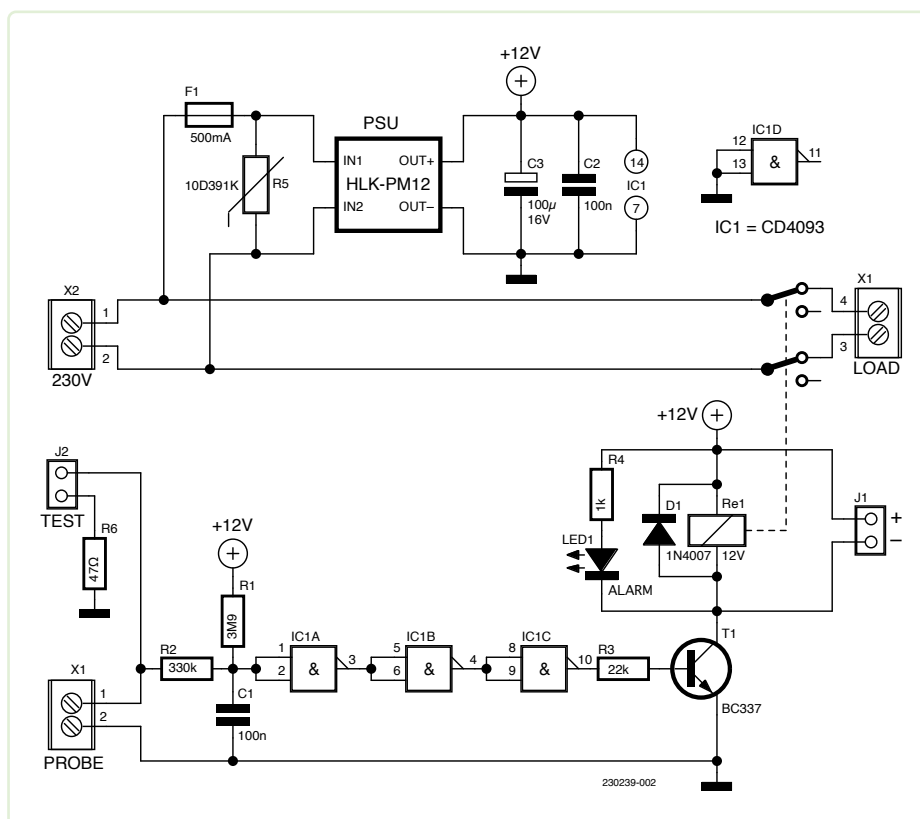 +12V
F1
500mA
PSU
IN1
OUT+
HLK-PM12
IN2
OUT–
10D391K
R5
C3
100µ
16V
C2
100n
14
IC1
7
IC1D
12
13
&
11
IC1 = CD4093
X2
1
2
230V
X1
4
3
LOAD
+12V
J2
TEST
R6
47Ω
+12V
R1
3M9
R4
1k
LED1
ALARM
D1
1N4007
Re1
12V
J1
+
–
R2
330k
C1
100n
IC1A
1
2
&
3
IC1B
5
6
&
4
IC1C
8
9
&
10
R3
22k
T1
BC337
X1
1
2
PROBE
230239-002